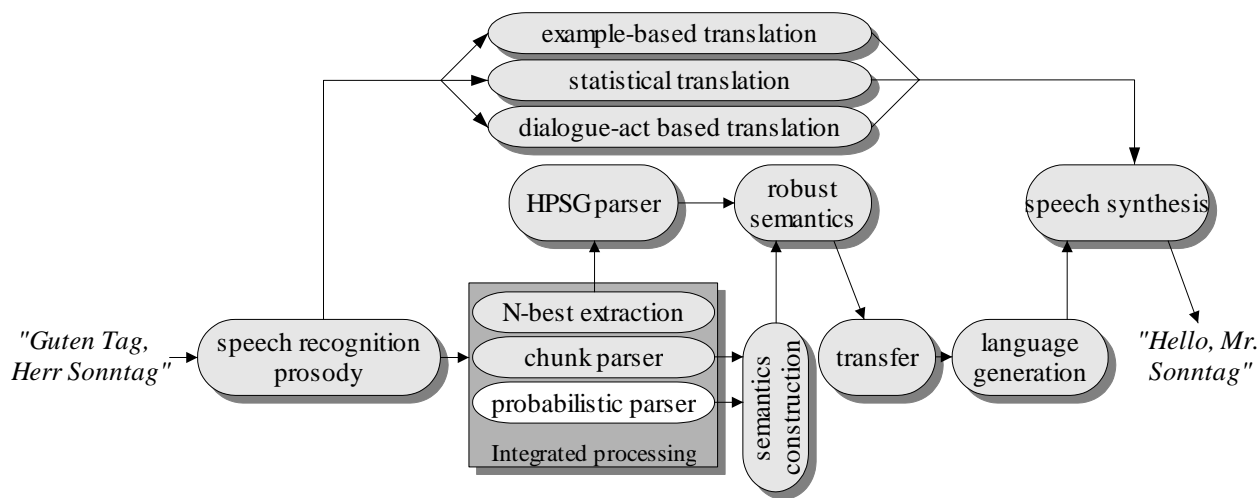 example-based translation
statistical translation
dialogue-act based translation
HPSG parser
robust
semantics
speech synthesis
"Guten Tag,
Herr Sonntag"
speech recognition
prosody
N-best extraction
chunk parser
probabilistic parser
Integrated processing
semantics
construction
transfer
language
generation
"Hello, Mr.
Sonntag"